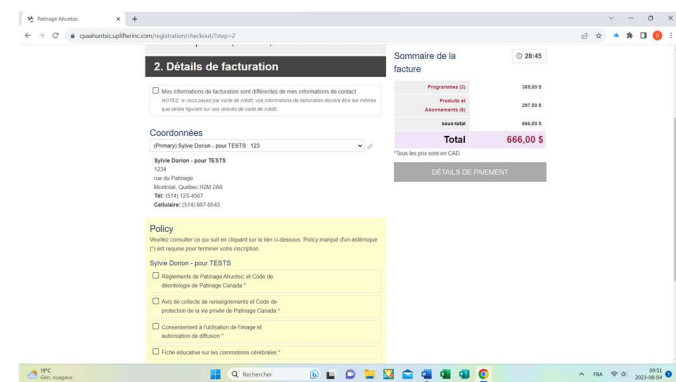 Patinage Ahuntsic
cpaahuntsic.uplifterinc.com/registration/checkout/?step=2
2. Détails de facturation
Mes informations de facturation sont différentes de mes informations de contact
NOTEZ: si vous payez par carte de crédit, vos informations de facturation doivent être les mêmes
que celles figurant sur vos relevés de carte de crédit
Coordonnées
(Primary) Sylvie Dorion - pour TESTS : 123
Sylvie Dorion - pour TESTS
1234
rue du Patinage
Montréal, Québec H2M 2A6
Tél: (514) 123-4567
Cellulaire: (514) 987-6543
Policy
Veuillez consulter ce qui suit en cliquant sur le lien ci-dessous. Policy marqué d'un astérisque
(*) est requise pour terminer votre inscription.
Sylvie Dorion - pour TESTS
Règlements de Patinage Ahuntsic et Code de
déontologie de Patinage Canada *
Avis de collecte de renseignements et Code de
protection de la vie privée de Patinage Canada *
Consentement à l'utilisation de l'image et
autorisation de diffusion *
Fiche éducative sur les commotions cérébrales *
Sommaire de la
facture
28:45
Programmes (5)
369,00 $
Produits et
Abonnements (6)
297,00 $
sous-total
666,00 $
Total
666,00 $
*Tous les prix sont en CAD.
DÉTAILS DE PAIEMENT
19°C
Gén. nuageux
Rechercher
FRA
09:51
2023-08-04